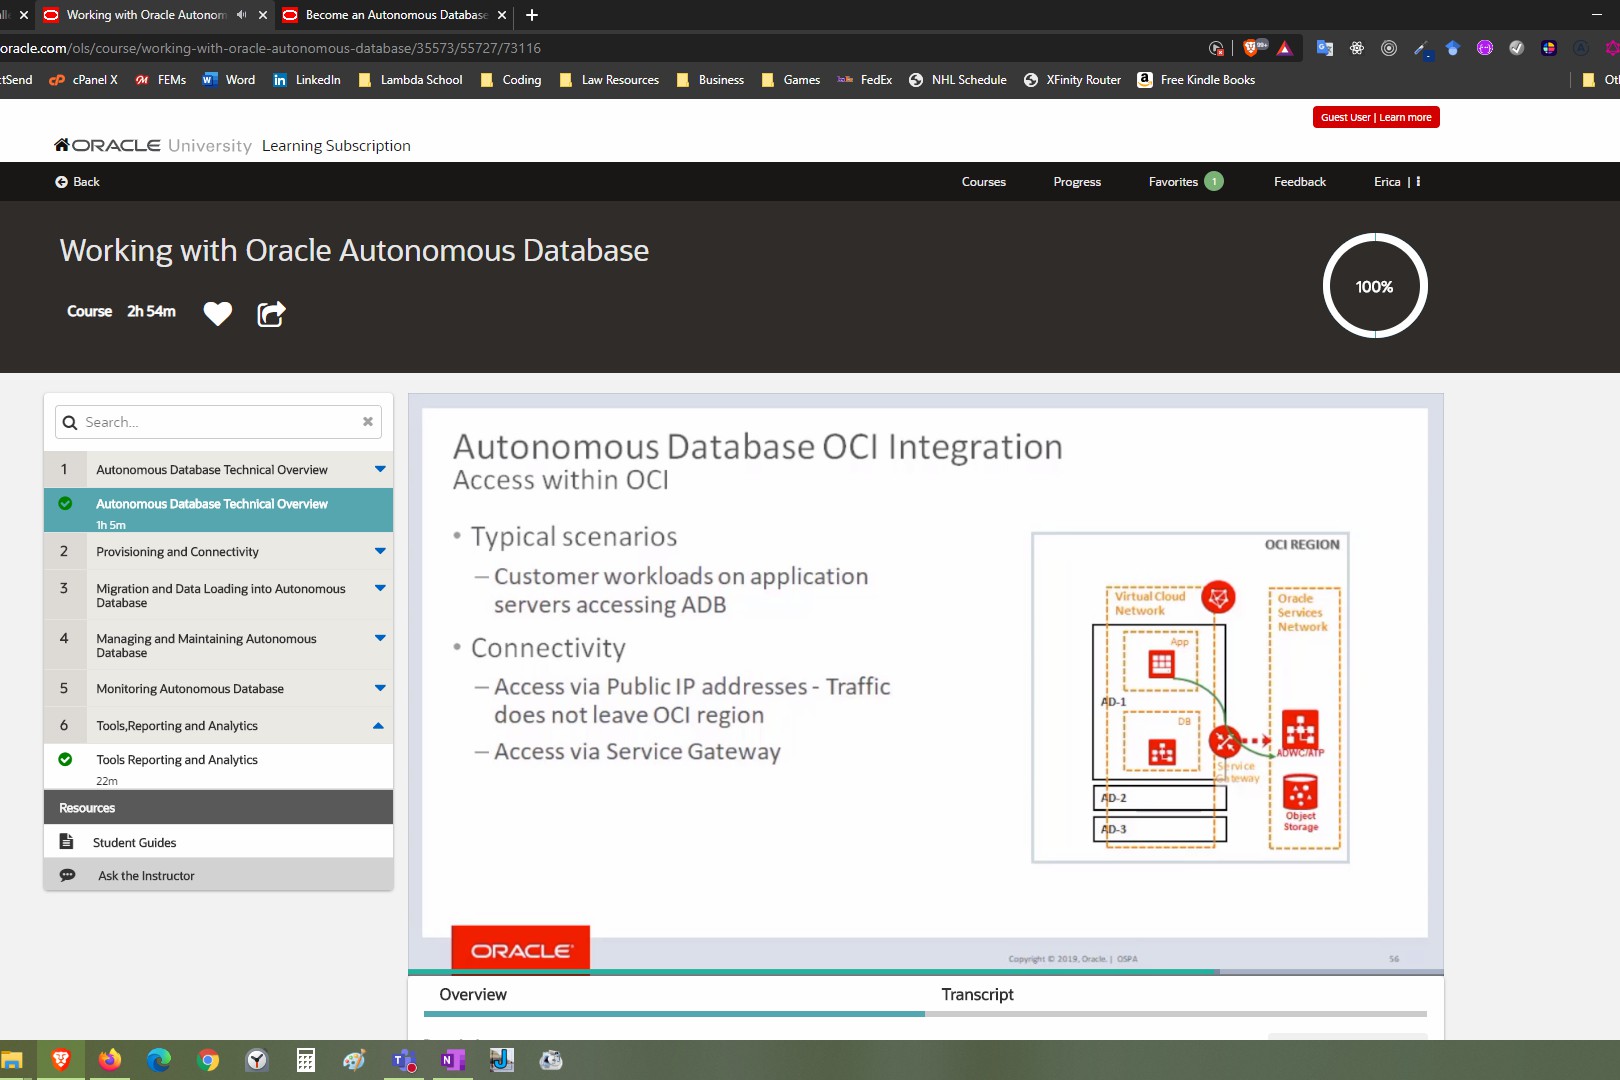 Working with Oracle Autonom
Become an Autonomous Database
oracle.com/ols/course/working-with-oracle-autonomous-database/35573/55727/73116
99+
ctSend
cPanel X
FEMs
Word
LinkedIn
Lambda School
Coding
Law Resources
Business
Games
FedEx
NHL Schedule
XFinity Router
Free Kindle Books
Guest User | Learn more
ORACLE University Learning Subscription
Back
Courses
Progress
Favorites 1
Feedback
Erica |
Working with Oracle Autonomous Database
Course 2h 54m
100%
Search...
1 Autonomous Database Technical Overview
Autonomous Database Technical Overview
1h 5m
2 Provisioning and Connectivity
3 Migration and Data Loading into Autonomous
Database
4 Managing and Maintaining Autonomous
Database
5 Monitoring Autonomous Database
6 Tools,Reporting and Analytics
Tools Reporting and Analytics
22m
Resources
Student Guides
Ask the Instructor
Autonomous Database OCI Integration
Access within OCI
• Typical scenarios
– Customer workloads on application
servers accessing ADB
• Connectivity
– Access via Public IP addresses - Traffic
does not leave OCI region
– Access via Service Gateway
OCI REGION
Virtual Cloud
Network
Oracle
Services
Network
App
AD-1
DB
Service
Gateway
ADWC/ATP
AD-2
AD-3
Object
Storage
ORACLE
Copyright © 2019, Oracle. | OSPA
56
Overview
Transcript